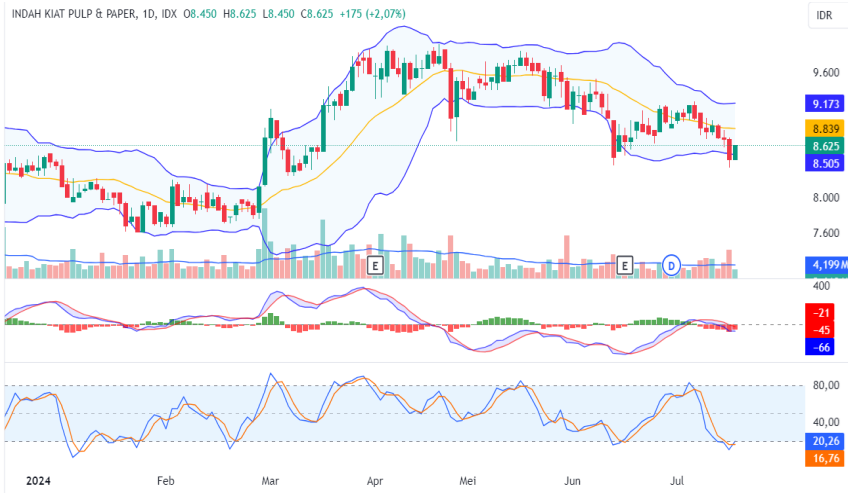 INDAH KIAT PULP & PAPER, 1D, IDX O8.450 H8.625 L8.450 C8.625 +175 (+2,07%)
IDR
9.600
9.173
8.839
8.625
8.505
8.000
7.600
4,199 M
E
E
D
400
−21
−45
−66
80,00
40,00
20,26
16,76
2024 Feb Mar Apr Mei Jun Jul